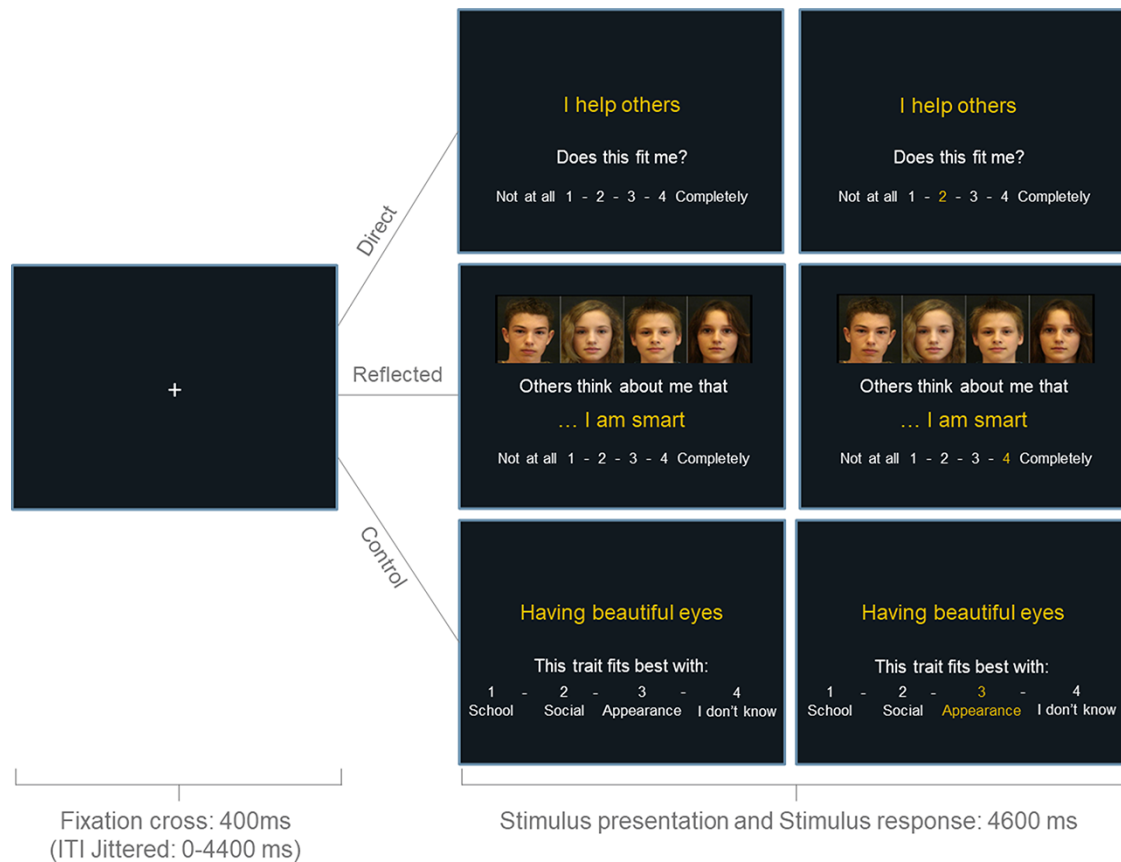 I help others
Does this fit me?
Not at all 1 - 2 - 3 - 4 Completely
I help others
Does this fit me?
Not at all 1 - 2 - 3 - 4 Completely
Direct
Reflected
Control
+
Others think about me that
... I am smart
Not at all 1 - 2 - 3 - 4 Completely
Others think about me that
... I am smart
Not at all 1 - 2 - 3 - 4 Completely
Having beautiful eyes
This trait fits best with:
1 - 2 - 3 - 4
School Social Appearance I don't know
Having beautiful eyes
This trait fits best with:
1 - 2 - 3 - 4
School Social Appearance I don't know
Fixation cross: 400ms
(ITI Jittered: 0-4400 ms)
Stimulus presentation and Stimulus response: 4600 ms